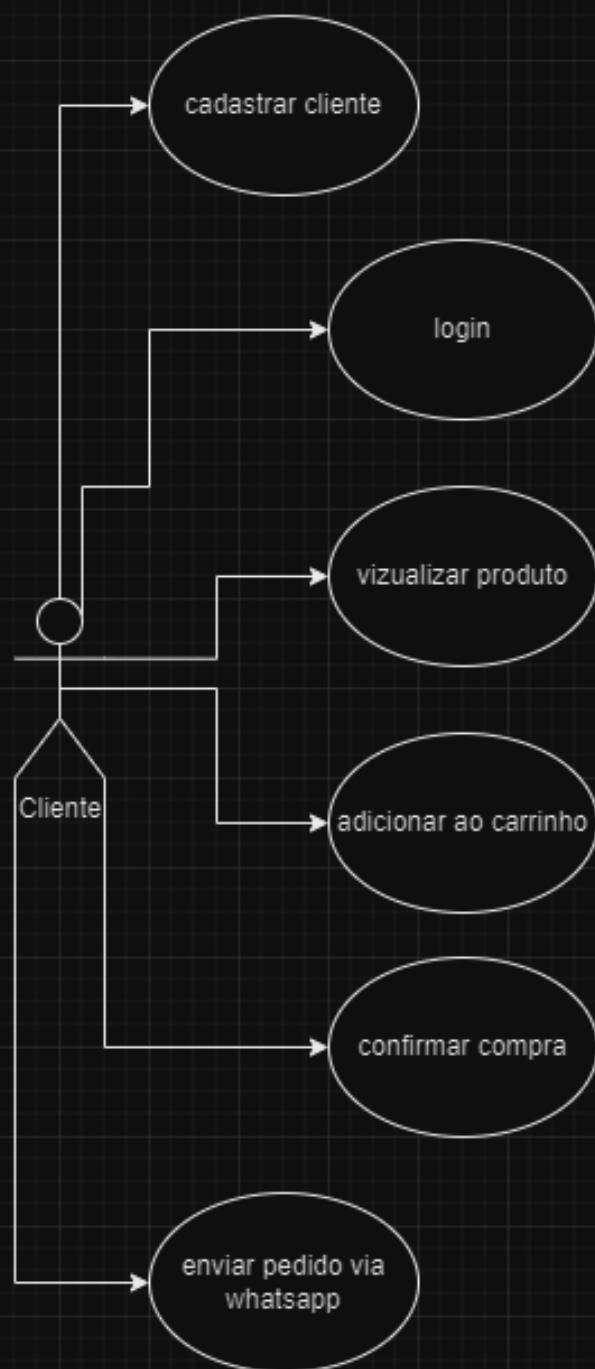 cadastrar cliente
login
vizualizar produto
Cliente
adicionar ao carrinho
confirmar compra
enviar pedido via
whatsapp